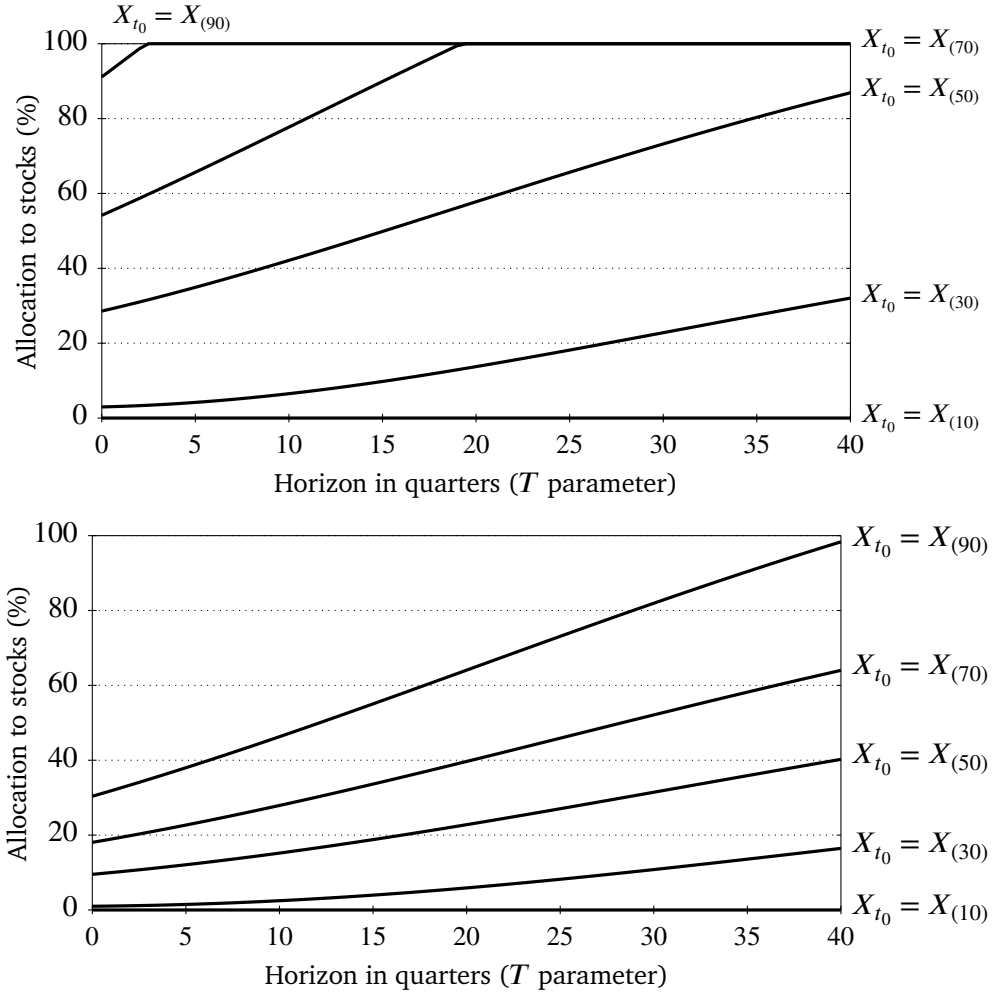 X_{t_0} = X_{(90)}
100
X_{t_0} = X_{(70)}
X_{t_0} = X_{(50)}
80
60
40
X_{t_0} = X_{(30)}
20
0
X_{t_0} = X_{(10)}
Allocation to stocks (%)
0 5 10 15 20 25 30 35 40
Horizon in quarters (T parameter)
100
X_{t_0} = X_{(90)}
80
X_{t_0} = X_{(70)}
60
40
X_{t_0} = X_{(50)}
20
X_{t_0} = X_{(30)}
0
X_{t_0} = X_{(10)}
Allocation to stocks (%)
0 5 10 15 20 25 30 35 40
Horizon in quarters (T parameter)